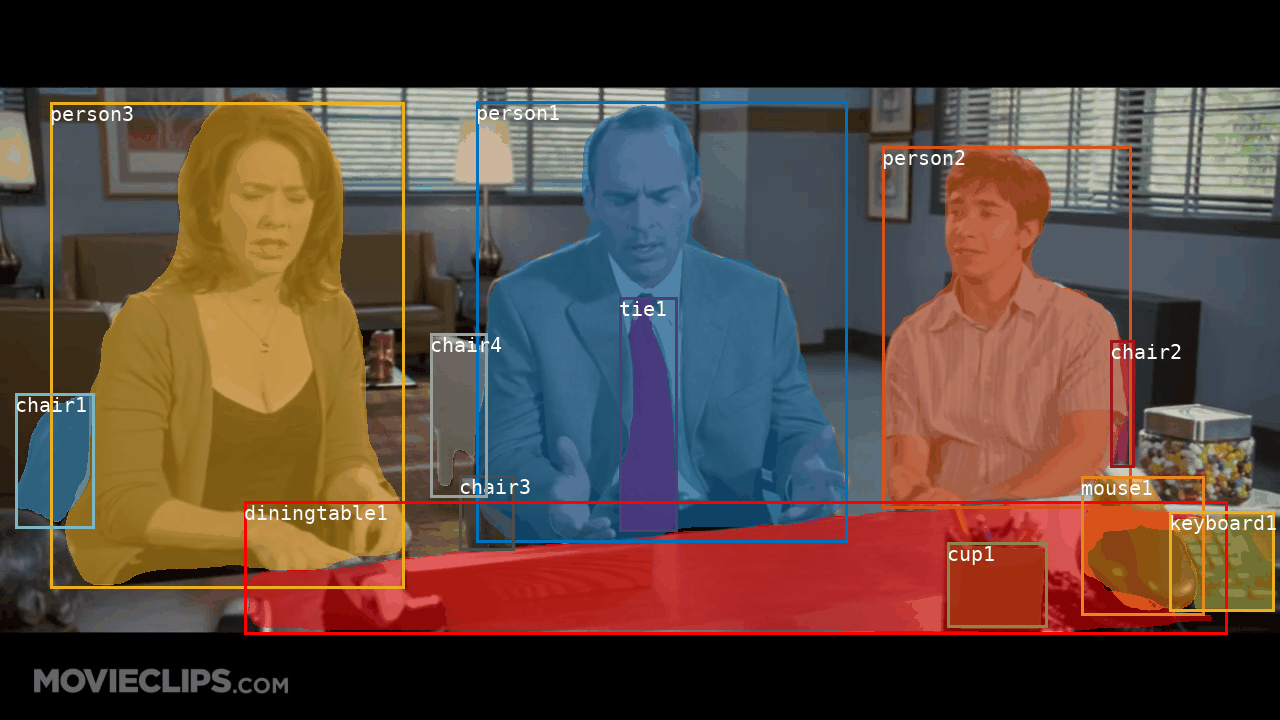 person3
person1
person2
tie1
chair4
chair2
chair1
chair3
mouse1
diningtable1
keyboard1
cup1
MOVIECLIPS.COM